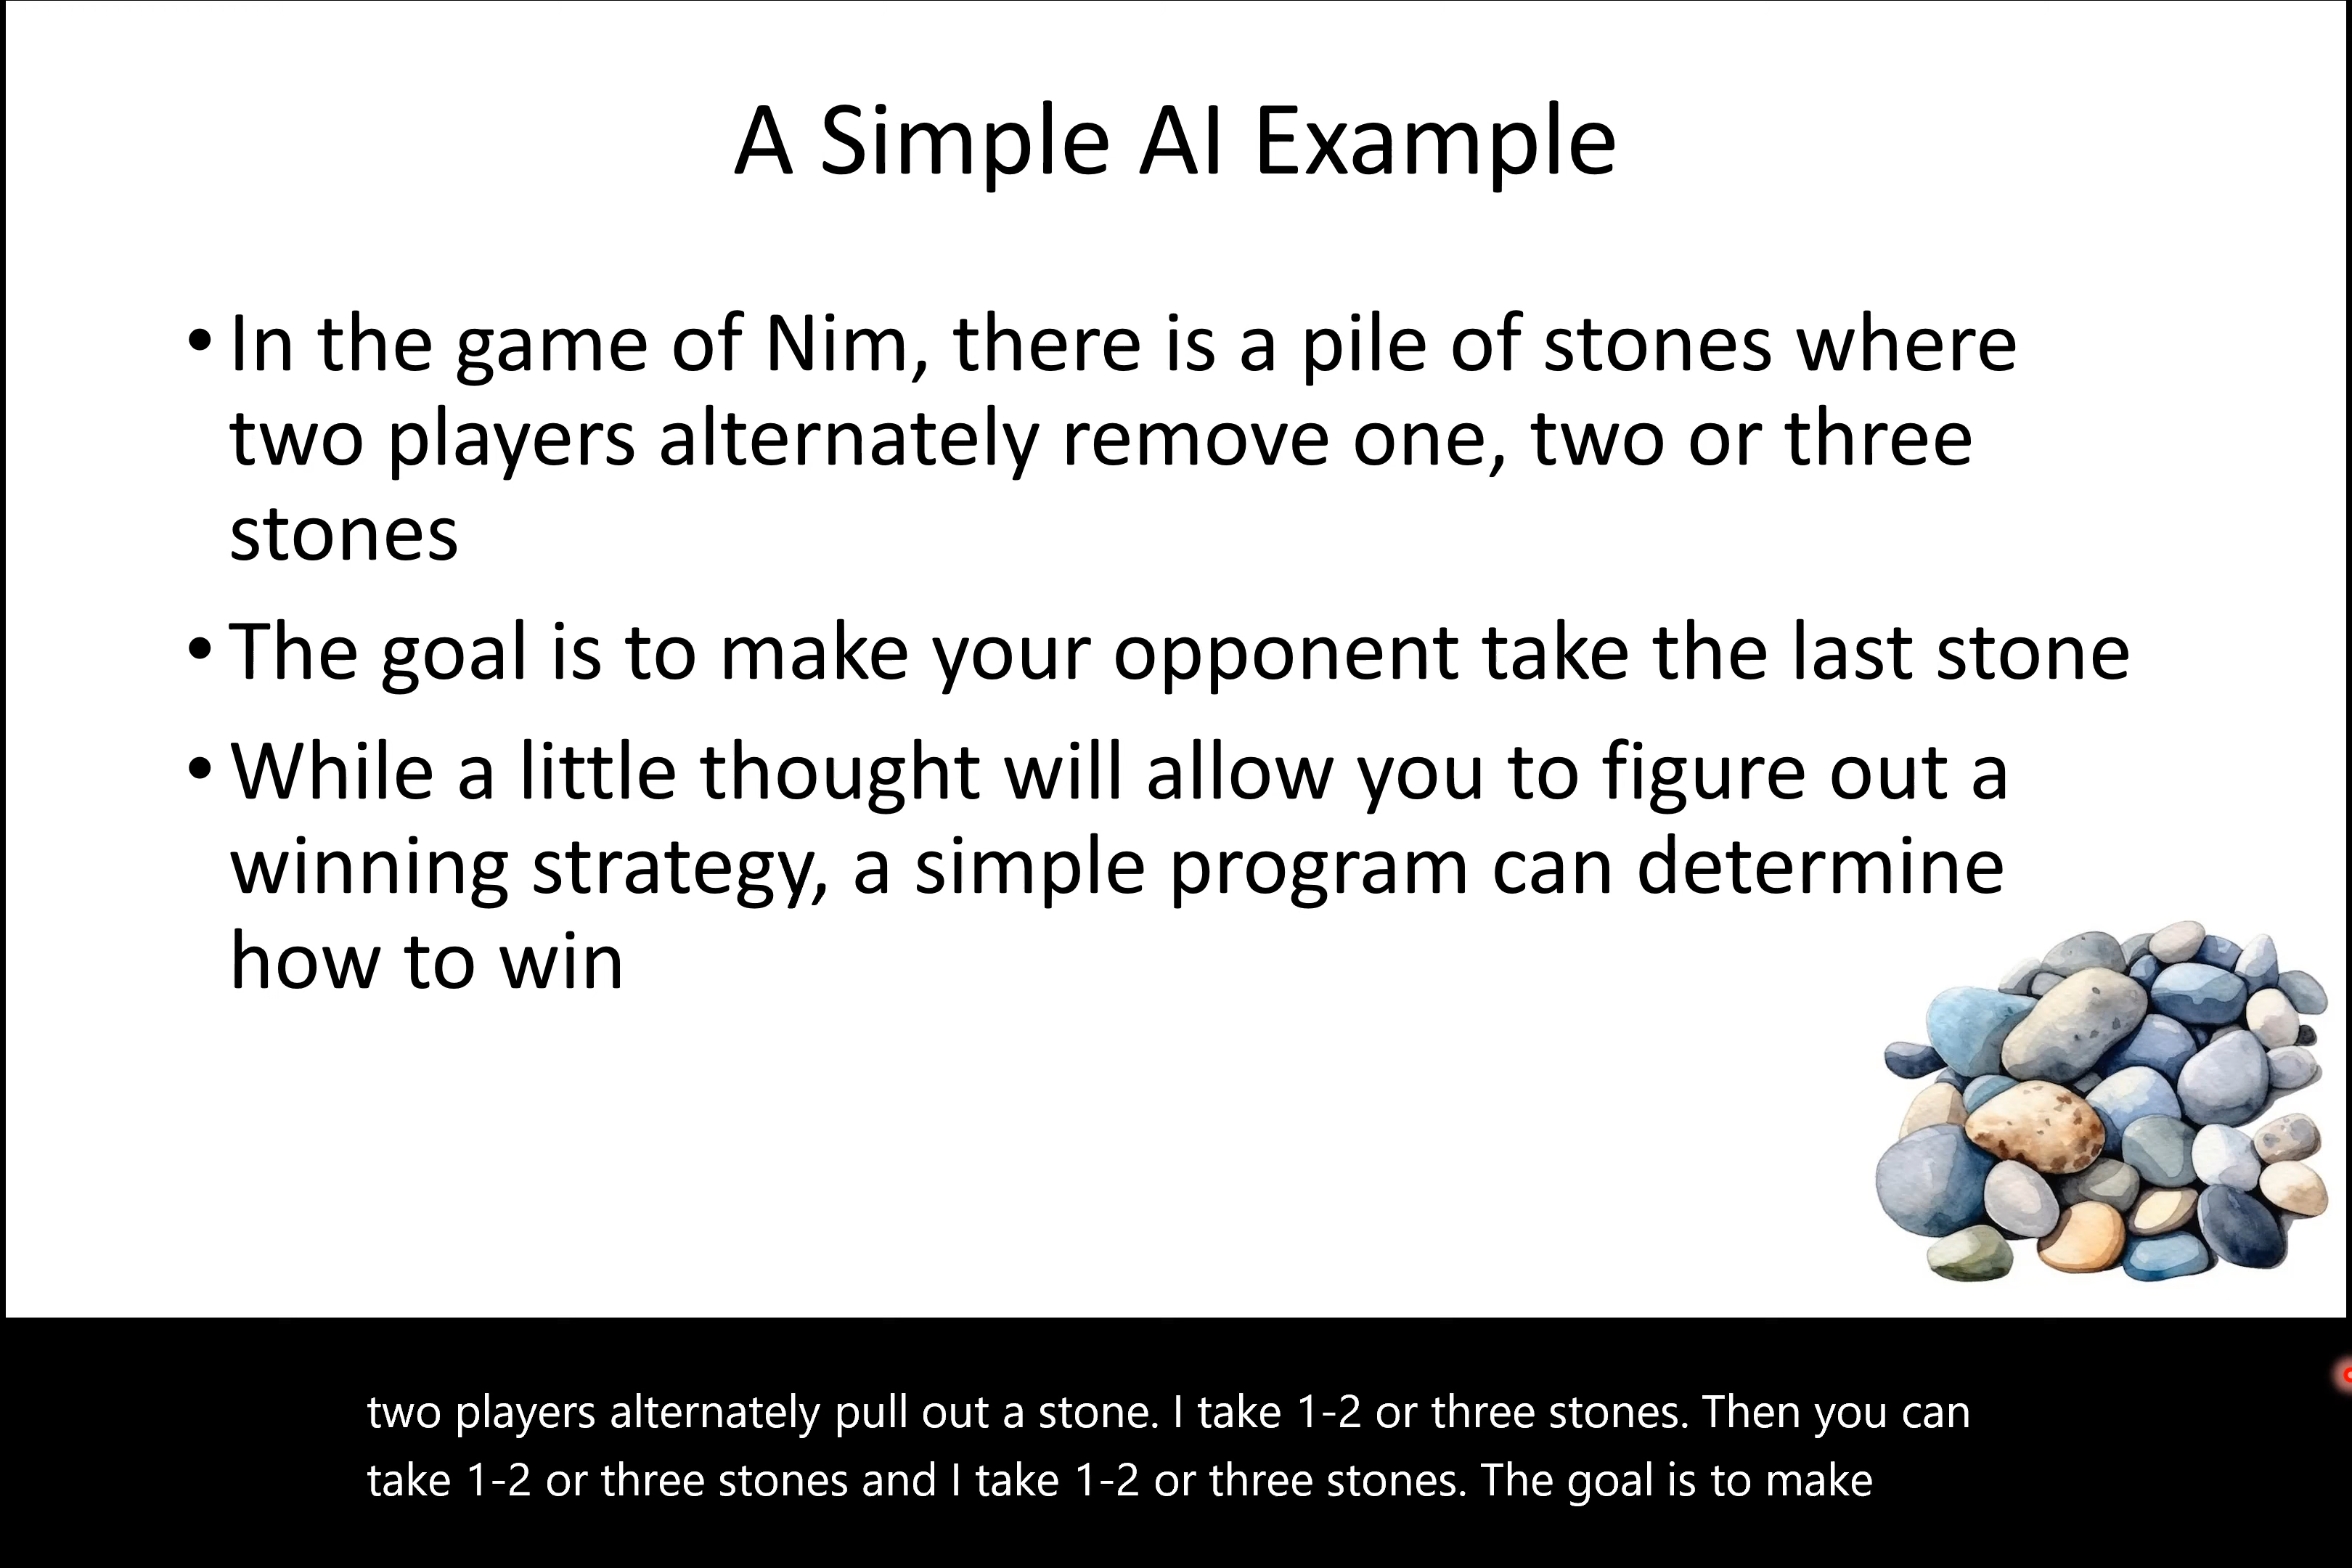 A Simple AI Example
• In the game of Nim, there is a pile of stones where
two players alternately remove one, two or three
stones
• The goal is to make your opponent take the last stone
• While a little thought will allow you to figure out a
winning strategy, a simple program can determine
how to win
two players alternately pull out a stone. I take 1-2 or three stones. Then you can
take 1-2 or three stones and I take 1-2 or three stones. The goal is to make